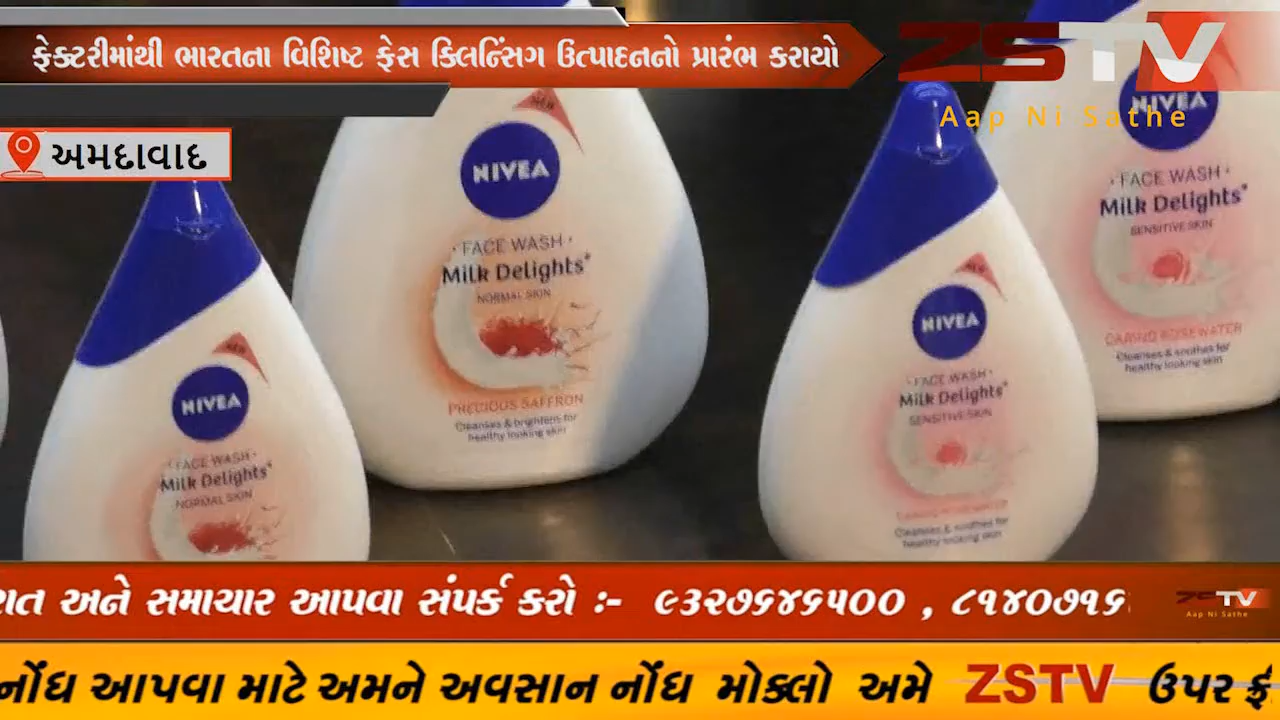 ફેક્ટરીમાંથી ભારતના વિશિષ્ટ ફેસ ક્લિન્સિંગ ઉત્પાદનનો પ્રારંભ કરાયો
ZSTV
Aap Ni Sathe
અમદાવાદ
NEW
NIVEA
FACE WASH
Milk Delights*
NORMAL SKIN
PRECIOUS SAFFRON
Cleanses & brightens for
healthy looking skin
NIVEA
FACE WASH
Milk Delights*
SENSITIVE SKIN
CARING ROSEWATER
Cleanses & soothes for
healthy looking skin
NEW
NIVEA
FACE WASH
Milk Delights*
NORMAL SKIN
NEW
NIVEA
FACE WASH
Milk Delights*
SENSITIVE SKIN
Cleanses & soothes for
healthy looking skin
અને સમાચાર આપવા સંપર્ક કરો :- ૯૩૨૭૬૪૬૫૦૦ , ૮૧૪૦૭૧૬
ZSTV
Aap Ni Sathe
આપવા માટે અમને અવસાન નોંધ મોકલો અમે ZSTV ઉપર ફ્રી